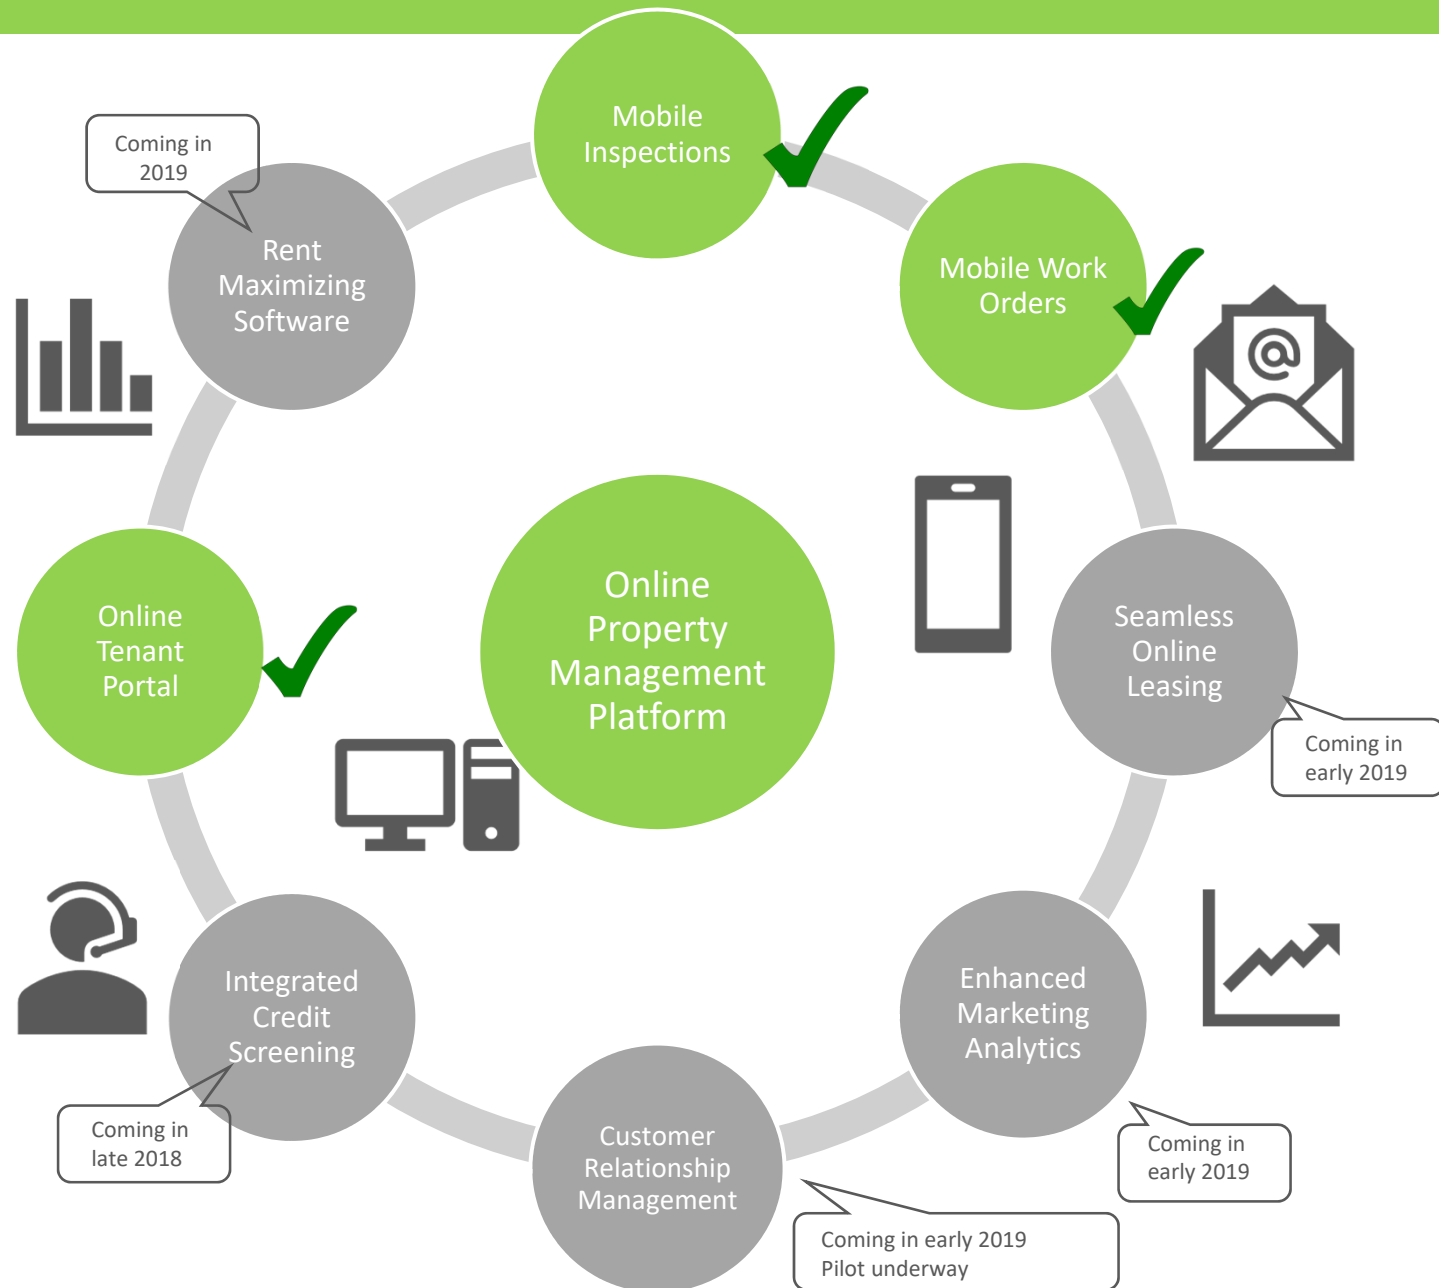 Mobile
Inspections
Coming in
2019
Rent
Maximizing
Software
Mobile Work
Orders
@
Online
Property
Management
Platform
Online
Tenant
Portal
Seamless
Online
Leasing
Coming in
early 2019
Integrated
Credit
Screening
Coming in
late 2018
Enhanced
Marketing
Analytics
Coming in
early 2019
Customer
Relationship
Management
Coming in early 2019
Pilot underway